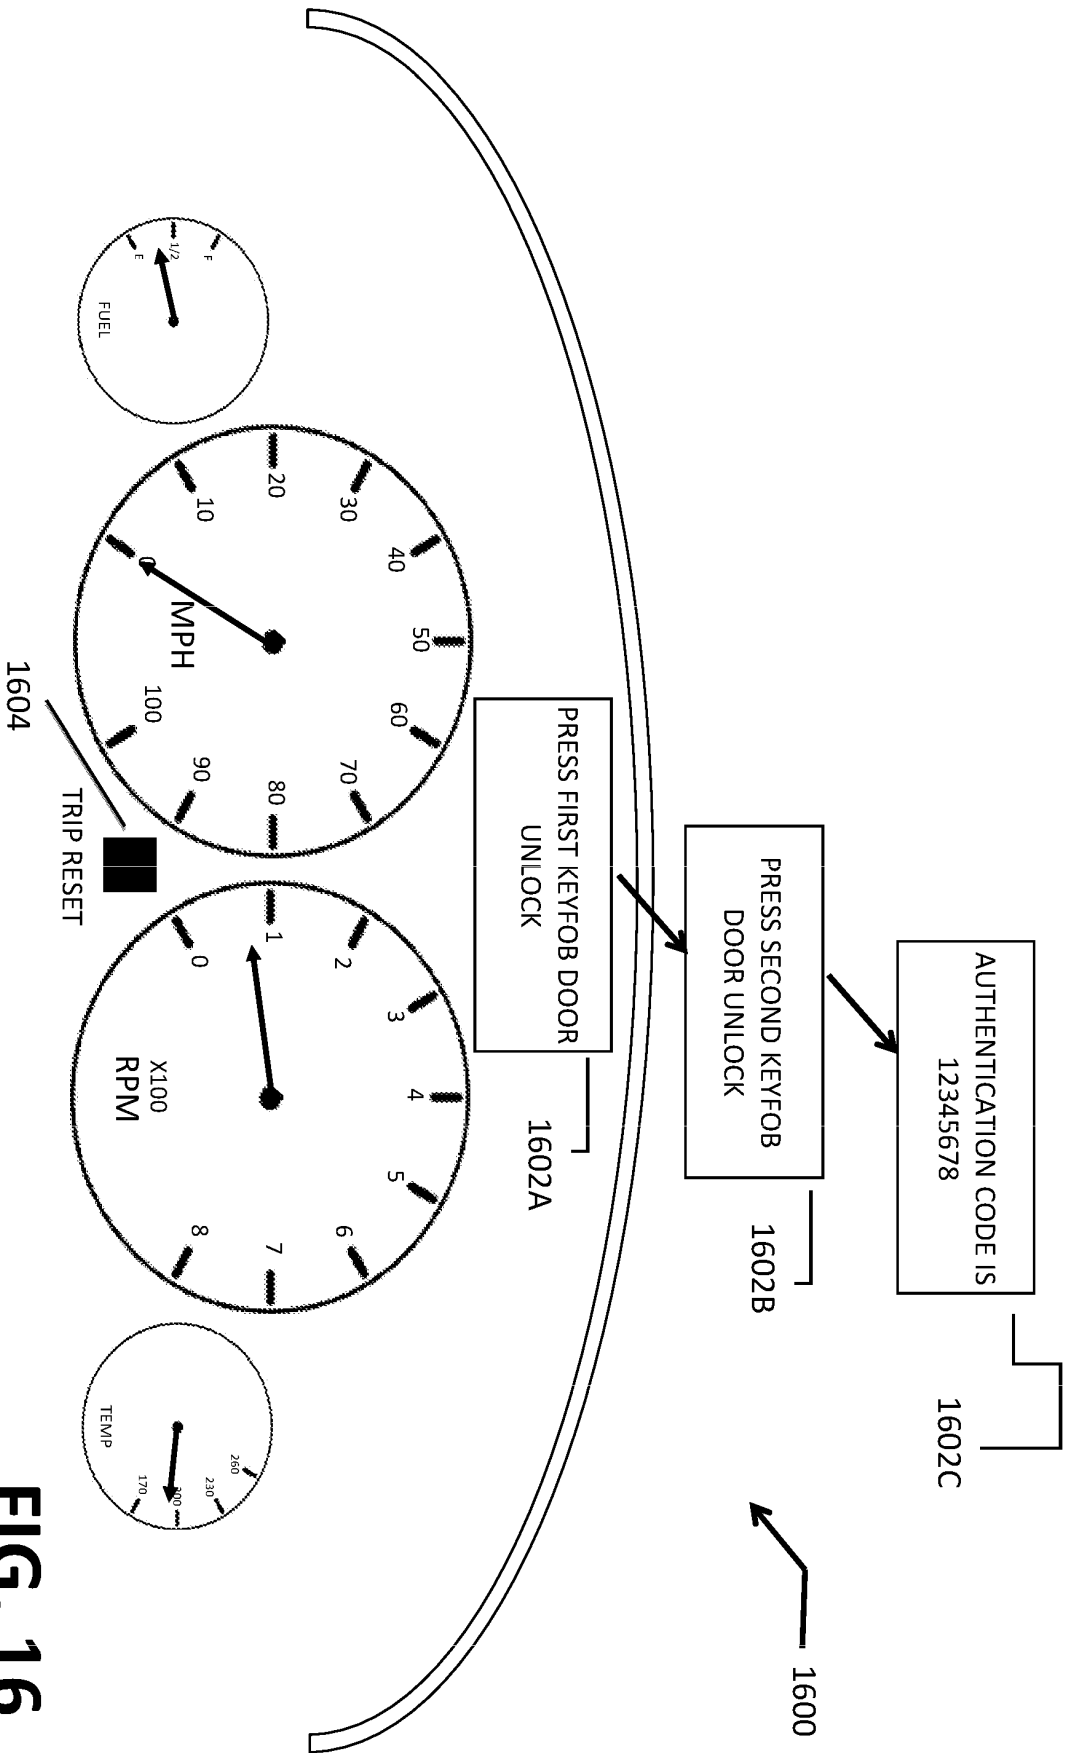 1600
AUTHENTICATION CODE IS
12345678
1602C
PRESS SECOND KEYFOB
DOOR UNLOCK
1602B
PRESS FIRST KEYFOB DOOR
UNLOCK
1602A
F
1/2
E
FUEL
0
10
20
30
40
50
60
70
80
90
100
MPH
1604
TRIP RESET
0
1
2
3
4
5
6
7
8
X100
RPM
260
230
200
170
TEMP
FIG. 16